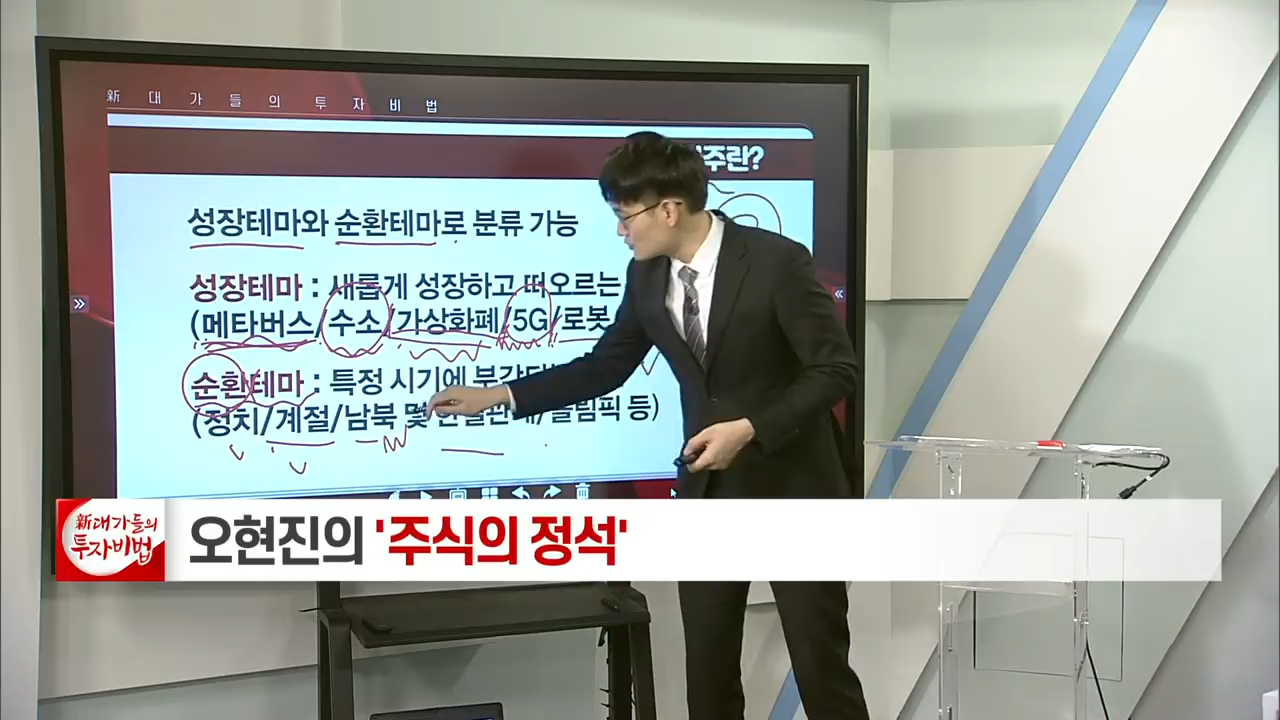 新 대 가 들 의 투 자 비 법
주란?
성장테마와 순환테마로 분류 가능
성장테마 : 새롭게 성장하고 떠오르는
(메타버스/수소/가상화폐/5G/로봇
순환테마 : 특정 시기에
(정치/계절/남북 및 등)
新대가들의
투자비법
오현진의 '주식의 정석'